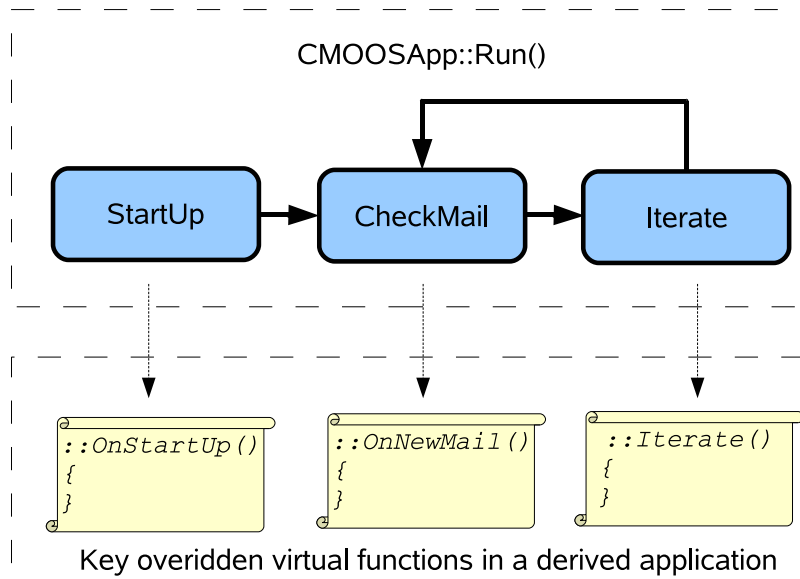 CMOOSApp::Run()
StartUp
CheckMail
Iterate
::OnStartUp()
{
}
::OnNewMail()
{
}
::Iterate()
{
}
Key overidden virtual functions in a derived application